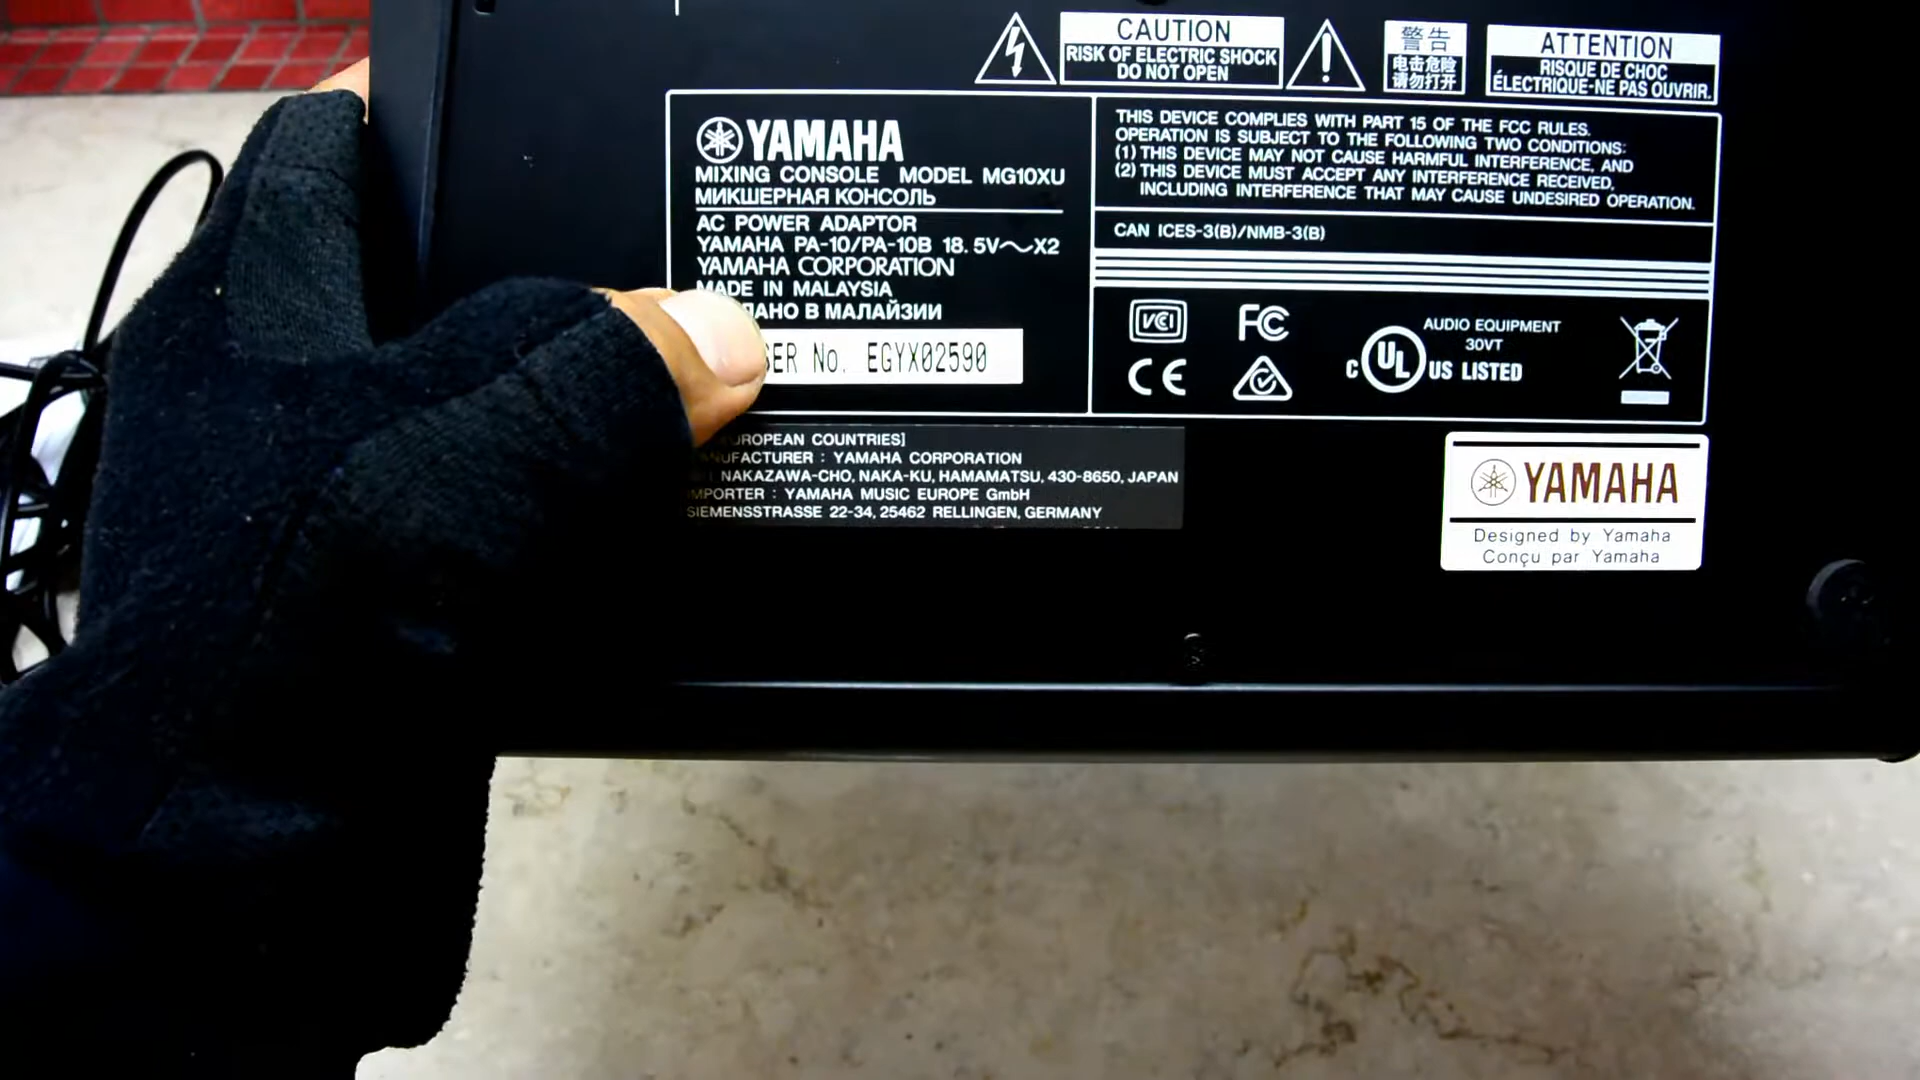 CAUTION
RISK OF ELECTRIC SHOCK
DO NOT OPEN
警告
电击危险
请勿打开
ATTENTION
RISQUE DE CHOC
ÉLECTRIQUE-NE PAS OUVRIR.
YAMAHA
MIXING CONSOLE MODEL MG10XU
МИКШЕРНАЯ КОНСОЛЬ
AC POWER ADAPTOR
YAMAHA PA-10/PA-10B 18.5V～X2
YAMAHA CORPORATION
MADE IN MALAYSIA
В МАЛАЙЗИИ
SER No. EGYX02590
THIS DEVICE COMPLIES WITH PART 15 OF THE FCC RULES.
OPERATION IS SUBJECT TO THE FOLLOWING TWO CONDITIONS:
(1) THIS DEVICE MAY NOT CAUSE HARMFUL INTERFERENCE, AND
(2) THIS DEVICE MUST ACCEPT ANY INTERFERENCE RECEIVED,
INCLUDING INTERFERENCE THAT MAY CAUSE UNDESIRED OPERATION.
CAN ICES-3(B)/NMB-3(B)
VCI
FC
CE
C UL US LISTED
AUDIO EQUIPMENT
30VT
EUROPEAN COUNTRIES]
MANUFACTURER : YAMAHA CORPORATION
NAKAZAWA-CHO, NAKA-KU, HAMAMATSU, 430-8650, JAPAN
IMPORTER : YAMAHA MUSIC EUROPE GmbH
SIEMENSSTRASSE 22-34, 25462 RELLINGEN, GERMANY
YAMAHA
Designed by Yamaha
Conçu par Yamaha